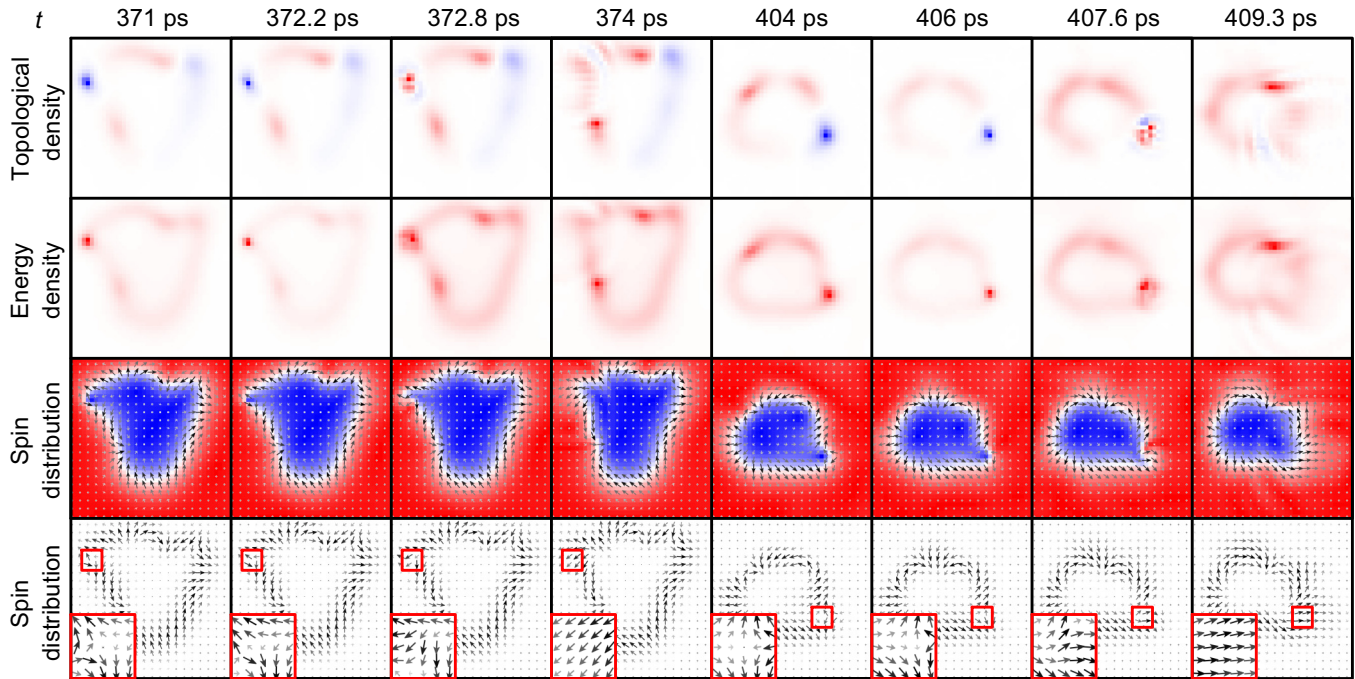 t 371 ps 372.2 ps 372.8 ps 374 ps 404 ps 406 ps 407.6 ps 409.3 ps
Topological
density
Energy
density
Spin
distribution
Spin
distribution